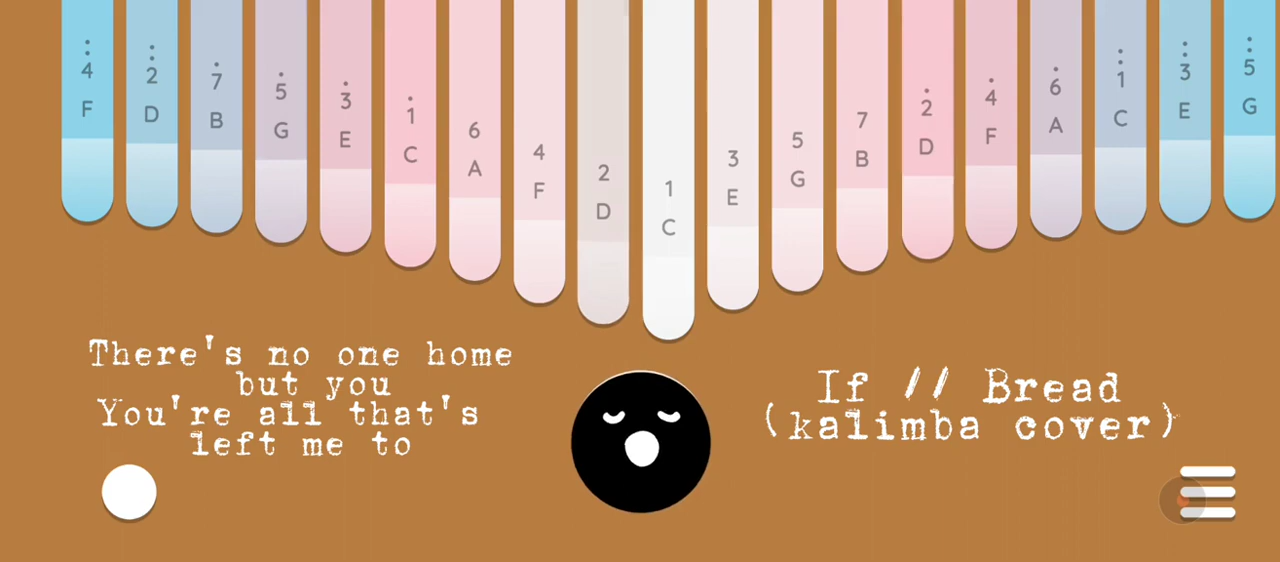 4 2 7 5 3 1 6 4 2 1 3 5 7 2 4 6 1 3 5
F D B G E C A F D C E G B D F A C E G
There's no one home
but you
You're all that's
left me to
If // Bread
(kalimba cover)